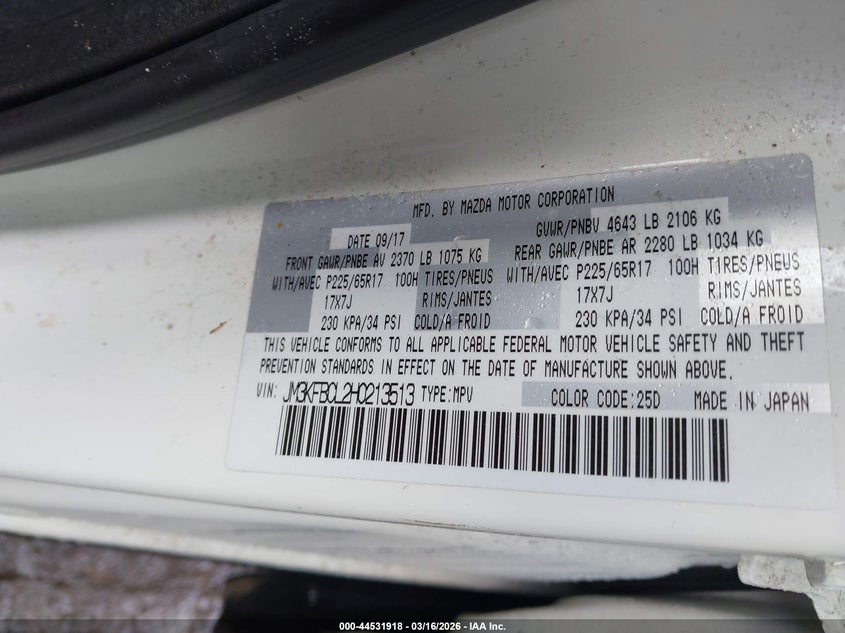 MFD. BY MAZDA MOTOR CORPORATION
DATE 09/17 GVWR/PNBV 4643 LB 2106 KG
FRONT GAWR/PNBE AV 2370 LB 1075 KG REAR GAWR/PNBE AR 2280 LB 1034 KG
WITH/AVEC P225/65R17 100H TIRES/PNEUS WITH/AVEC P225/65R17 100H TIRES/PNEUS
17X7J RIMS/JANTES 17X7J RIMS/JANTES
230 KPA/34 PSI COLD/A FROID 230 KPA/34 PSI COLD/A FROID
THIS VEHICLE CONFORMS TO ALL APPLICABLE FEDERAL MOTOR VEHICLE SAFETY AND THEFT
PREVENTION STANDARDS IN EFFECT ON THE DATE OF MANUFACTURE SHOWN ABOVE.
VIN: JM3KFBCL2H0213513 TYPE:MPV COLOR CODE:25D MADE IN JAPAN
000-44531918 - 03/16/2026 - IAA Inc.